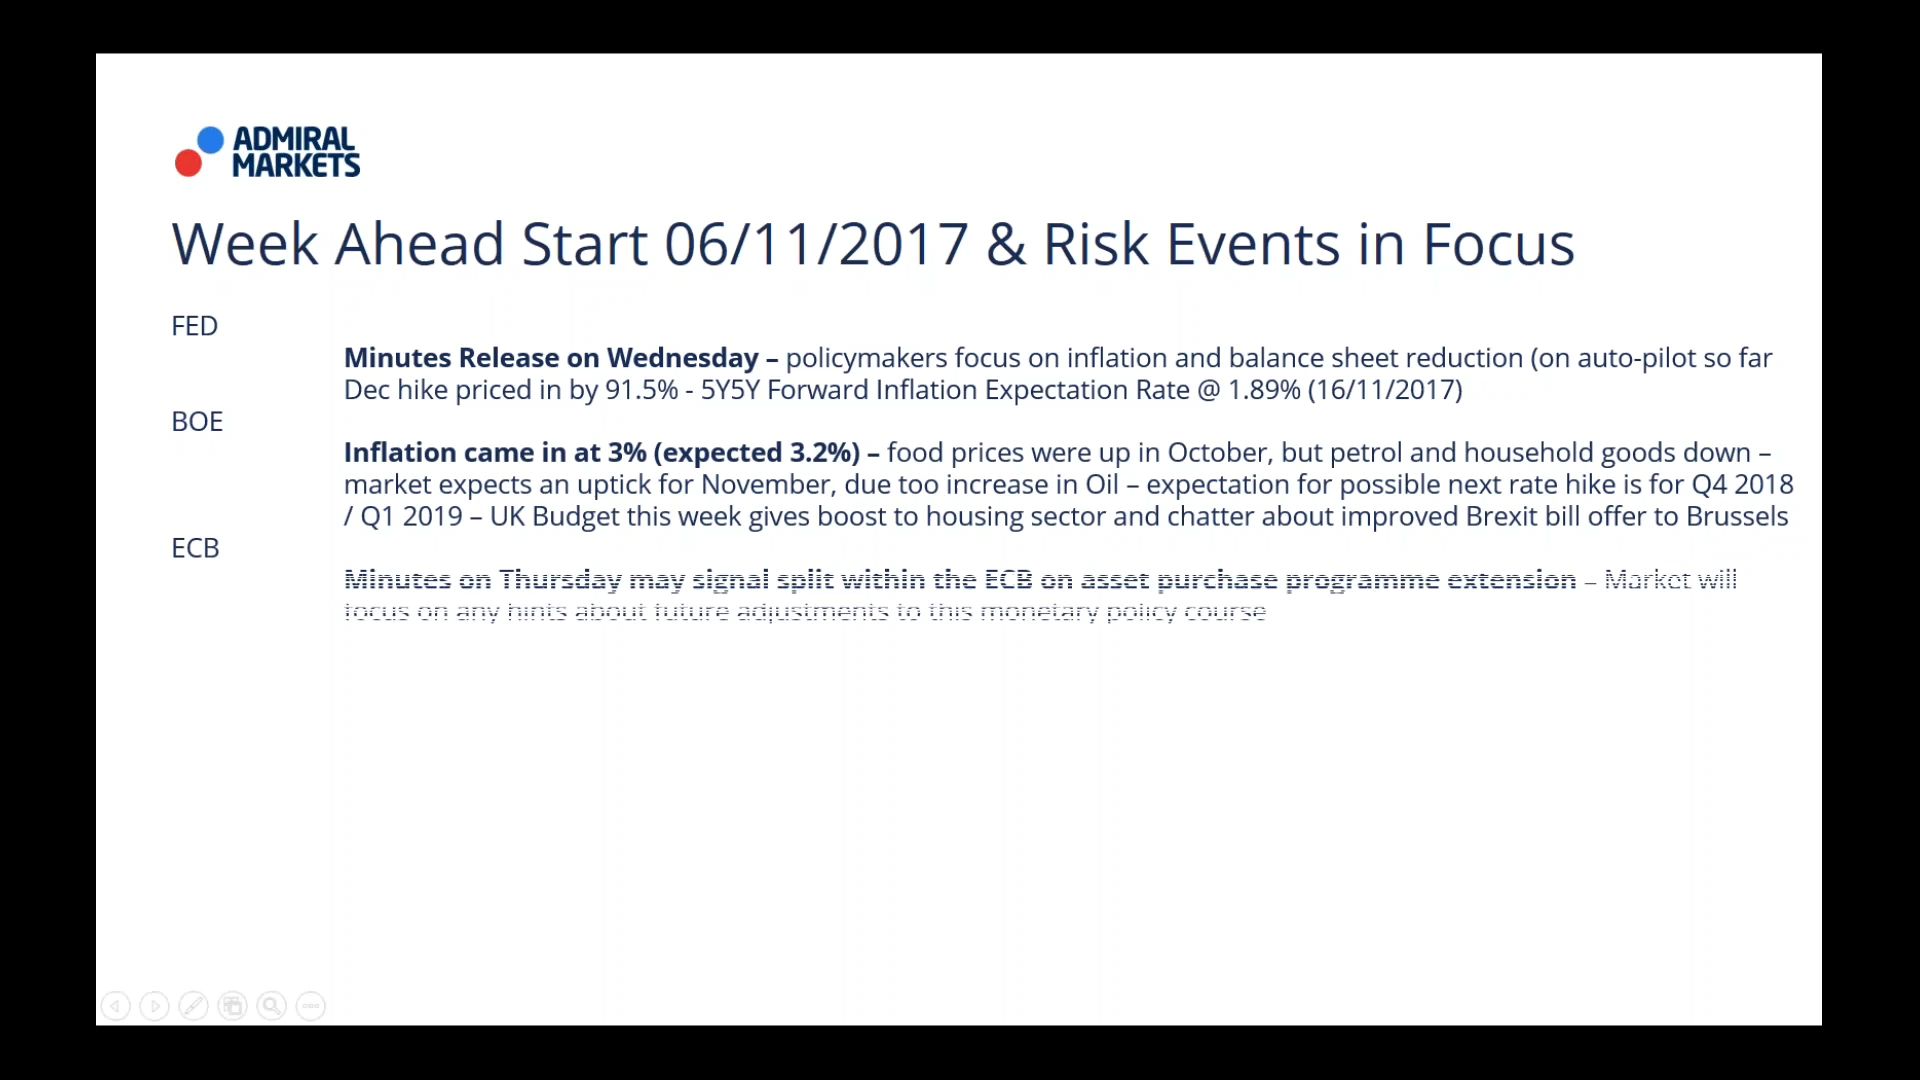 ADMIRAL
MARKETS
Week Ahead Start 06/11/2017 & Risk Events in Focus
FED
Minutes Release on Wednesday – policymakers focus on inflation and balance sheet reduction (on auto-pilot so far
Dec hike priced in by 91.5% - 5Y5Y Forward Inflation Expectation Rate @ 1.89% (16/11/2017)
BOE
Inflation came in at 3% (expected 3.2%) – food prices were up in October, but petrol and household goods down –
market expects an uptick for November, due too increase in Oil – expectation for possible next rate hike is for Q4 2018
/ Q1 2019 – UK Budget this week gives boost to housing sector and chatter about improved Brexit bill offer to Brussels
ECB
Minutes on Thursday may signal split within the ECB on asset purchase programme extension – Market will
focus on any hints about future adjustments to this monetary policy course